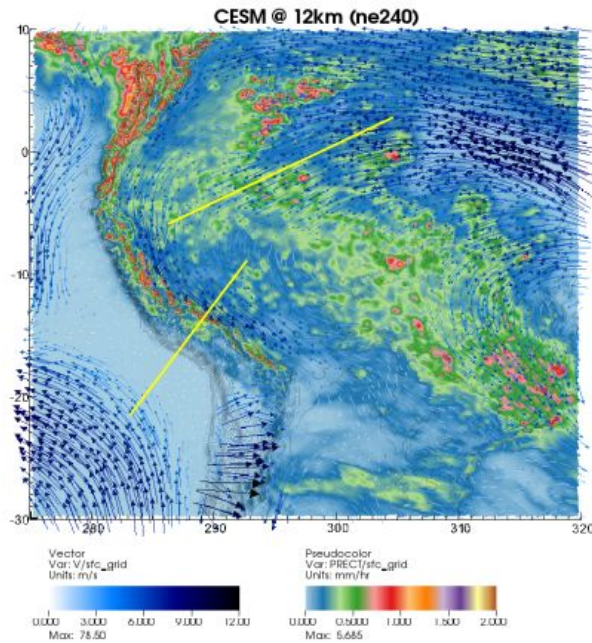 CESM @ 12km (ne240)
10
0
-10
-20
-30
280 290 300 310 320
Vector
Var: V/sfc_grid
Units: m/s
0.000 3.000 6.000 9.000 12.00
Max: 78.50
Pseudocolor
Var: PRECT/sfc_grid
Units: mm/hr
0.000 0.5000 1.000 1.500 2.000
Max: 5.685